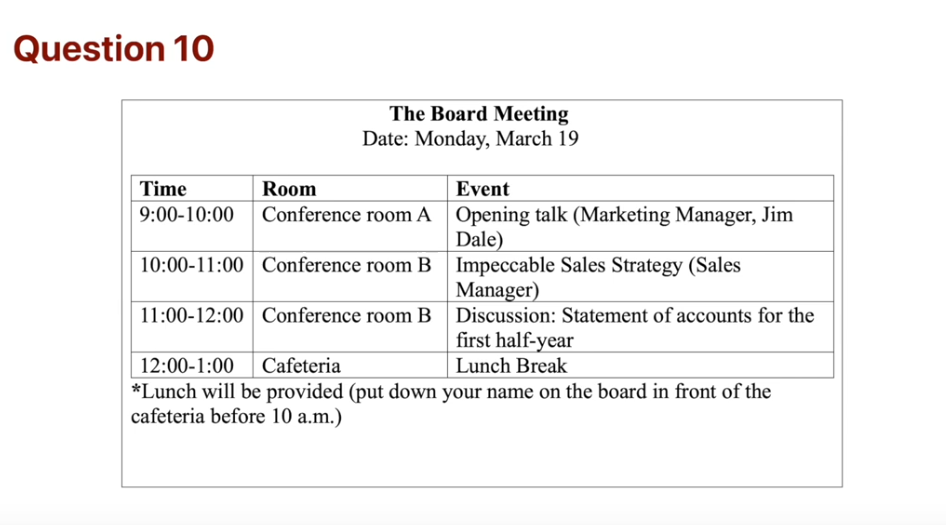 Question 10
The Board Meeting
Date: Monday, March 19
Time Room Event
9:00-10:00 Conference room A Opening talk (Marketing Manager, Jim
Dale)
10:00-11:00 Conference room B Impeccable Sales Strategy (Sales
Manager)
11:00-12:00 Conference room B Discussion: Statement of accounts for the
first half-year
12:00-1:00 Cafeteria Lunch Break
*Lunch will be provided (put down your name on the board in front of the
cafeteria before 10 a.m.)